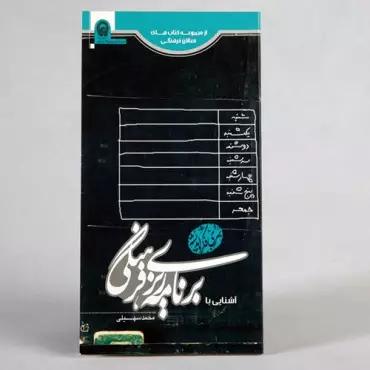 از مجموعه کتاب های
فعالان فرهنگی
شنبه
یکشنبه
دوشنبه
سه شنبه
چهارشنبه
پنج شنبه
جمعه
آشنایی با
برنامه ریزی فرهنگی
محمد سهیلی